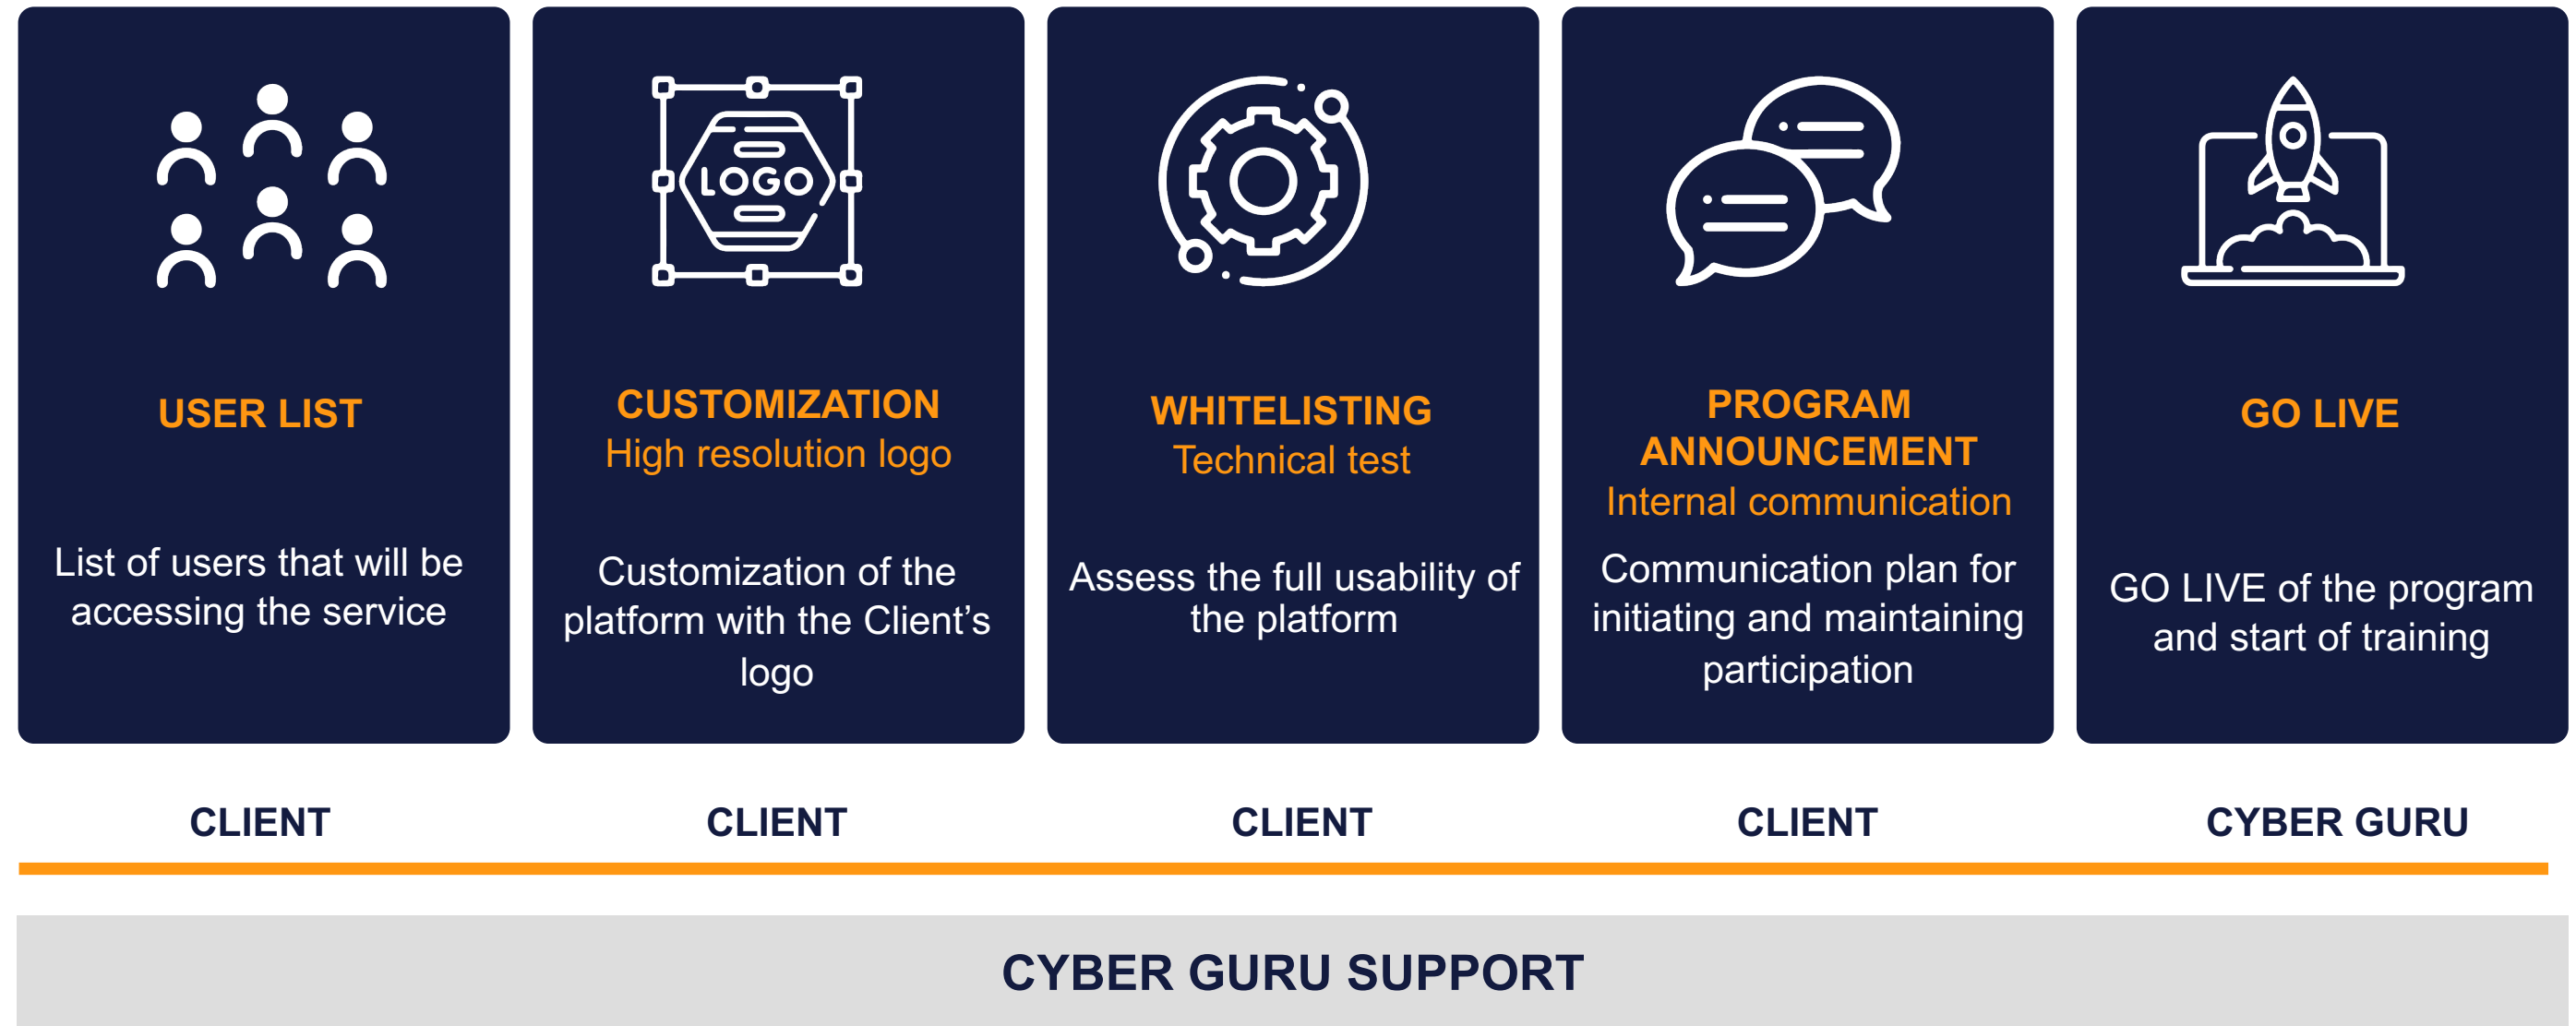 LOGO
USER LIST
List of users that will be
accessing the service
CUSTOMIZATION
High resolution logo
Customization of the
platform with the Client’s
logo
WHITELISTING
Technical test
Assess the full usability of
the platform
PROGRAM
ANNOUNCEMENT
Internal communication
Communication plan for
initiating and maintaining
participation
GO LIVE
GO LIVE of the program
and start of training
CLIENT
CLIENT
CLIENT
CLIENT
CYBER GURU
CYBER GURU SUPPORT